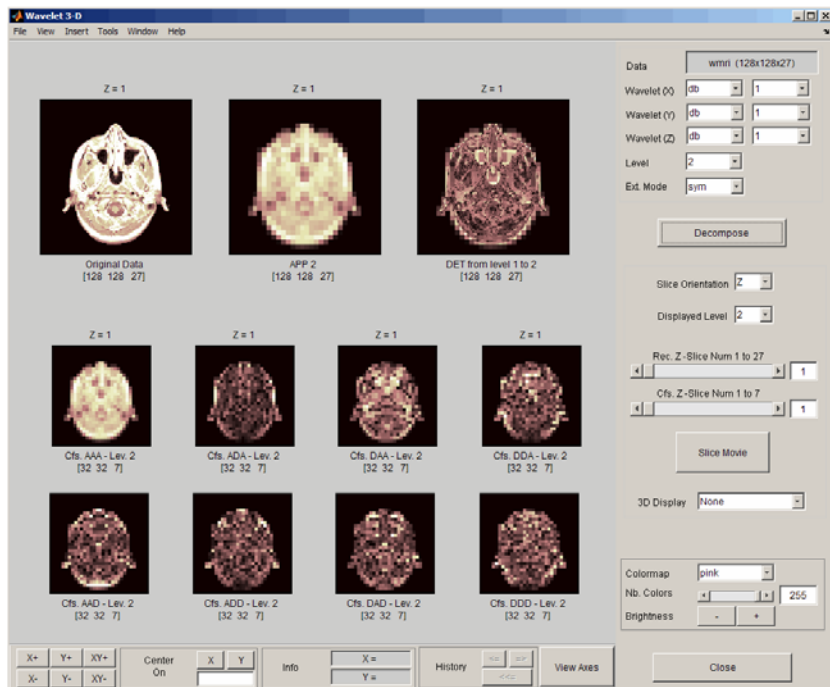 Wavelet 3-D
File View Insert Tools Window Help
Z = 1 Z = 1 Z = 1
Original Data APP 2 DET from level 1 to 2
[128 128 27] [128 128 27] [128 128 27]
Z = 1 Z = 1 Z = 1 Z = 1
Cfs. AAA - Lev. 2 Cfs. ADA - Lev. 2 Cfs. DAA - Lev. 2 Cfs. DDA - Lev. 2
[32 32 7] [32 32 7] [32 32 7] [32 32 7]
Cfs. AAD - Lev. 2 Cfs. ADD - Lev. 2 Cfs. DAD - Lev. 2 Cfs. DDD - Lev. 2
[32 32 7] [32 32 7] [32 32 7] [32 32 7]
Data wmri (128x128x27)
Wavelet (X) db 1
Wavelet (Y) db 1
Wavelet (Z) db 1
Level 2
Ext. Mode sym
Decompose
Slice Orientation Z
Displayed Level 2
Rec. Z-Slice Num 1 to 27
1
Cfs. Z-Slice Num 1 to 7
1
Slice Movie
3D Display None
Colormap pink
Nb. Colors 255
Brightness - +
X+ Y+ XY+
X- Y- XY-
Center On X Y
Info X =
Y =
History <= =>
<<=
View Axes
Close